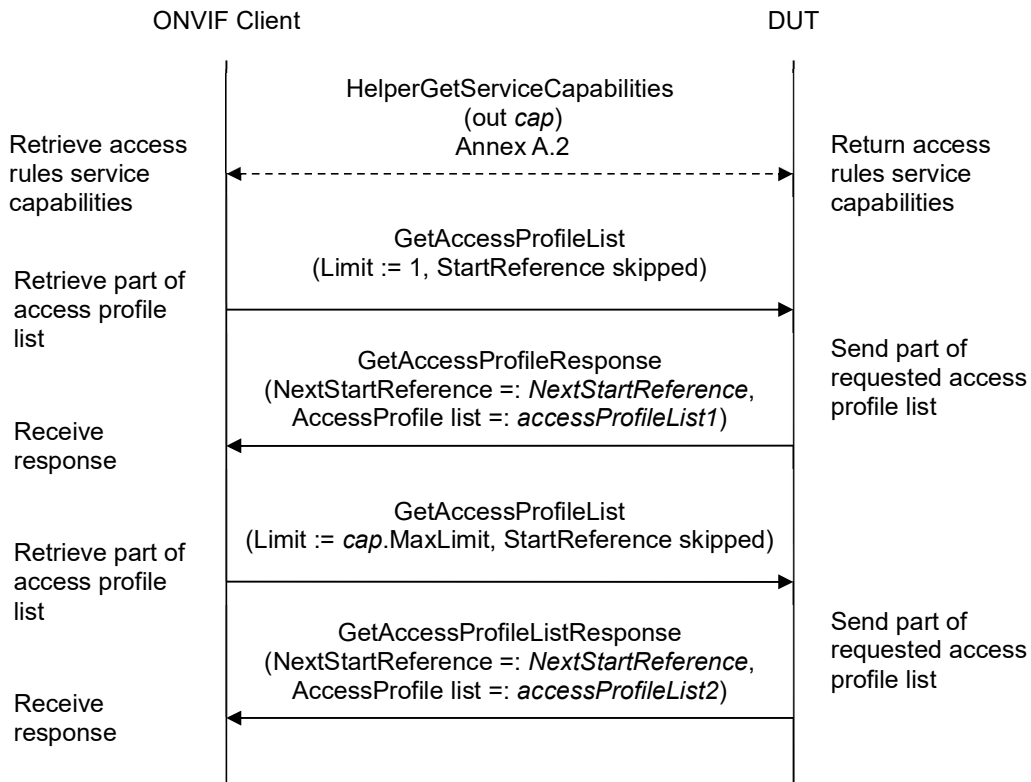 ONVIF Client
DUT
HelperGetServiceCapabilities
(out cap)
Annex A.2
Retrieve access
rules service
capabilities
Return access
rules service
capabilities
GetAccessProfileList
(Limit := 1, StartReference skipped)
Retrieve part of
access profile
list
GetAccessProfileResponse
(NextStartReference =: NextStartReference,
AccessProfile list =: accessProfileList1)
Send part of
requested access
profile list
Receive
response
GetAccessProfileList
(Limit := cap.MaxLimit, StartReference skipped)
Retrieve part of
access profile
list
GetAccessProfileListResponse
(NextStartReference =: NextStartReference,
AccessProfile list =: accessProfileList2)
Send part of
requested access
profile list
Receive
response